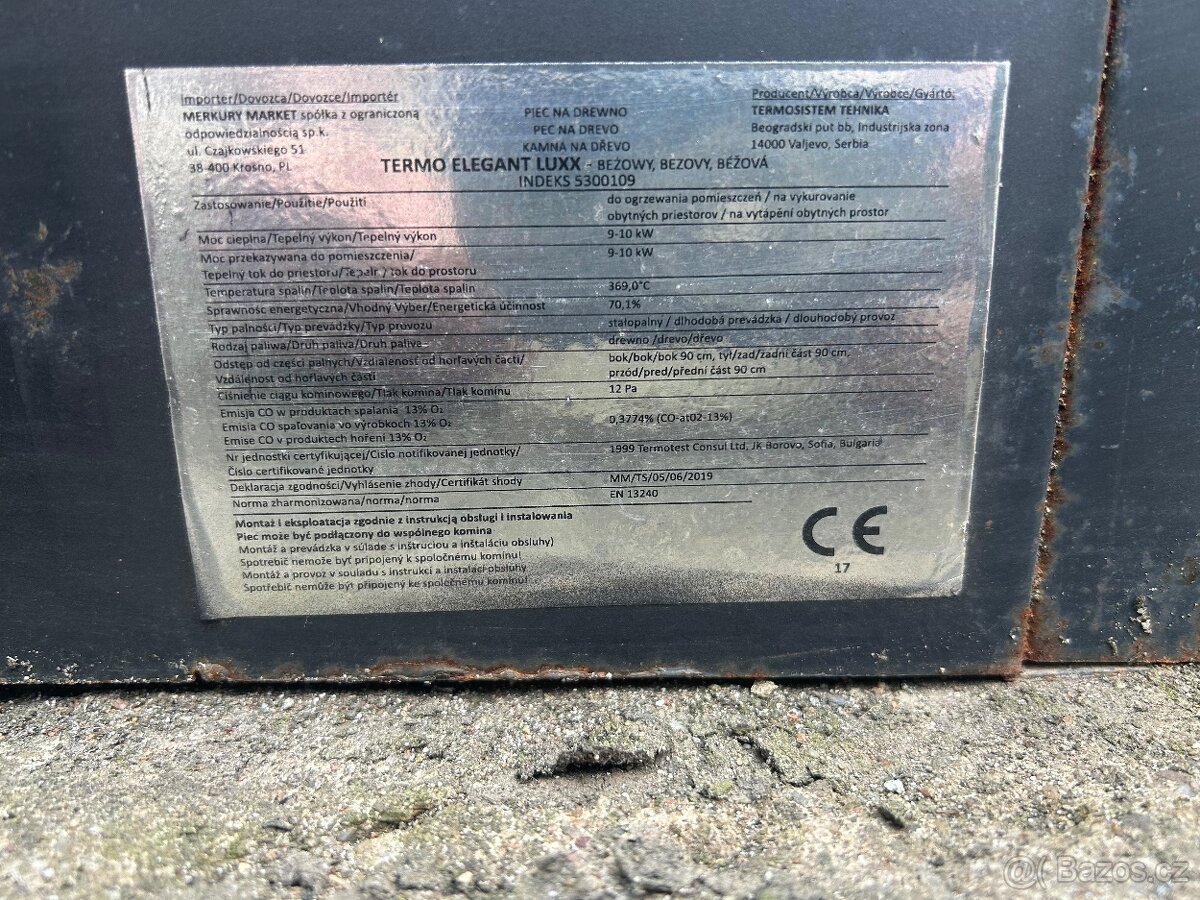 Importer/Dovozca/Dovozce/Importér
MERKURY MARKET spółka z ograniczoną
odpowiedzialnością sp.k.
ul. Czajkowskiego 51
38-400 Krosno, PL
PIEC NA DREWNO
PEC NA DREVO
KAMNA NA DŘEVO
Producent/Výrobca/Výrobce/Gyártó:
TERMOSISTEM TEHNIKA
Beogradski put bb, Industrijska zona
14000 Valjevo, Serbia
TERMO ELEGANT LUXX - BEŻOWY, BEZOVY, BÉŽOVÁ
INDEKS 5300109
Zastosowanie/Použitie/Použití
do ogrzewania pomieszczeń / na vykurovanie
obytných priestorov / na vytápění obytných prostor
Moc cieplna/Tepelný výkon/Tepelný výkon
9-10 kW
Moc przekazywana do pomieszczenia/
Tepelný tok do priestoru/Tepelný tok do prostoru
9-10 kW
Temperatura spalin/Teplota spalin/Teplota spalin
369,0°C
Sprawność energetyczna/Vhodný Výber/Energetická účinnost
70,1%
Typ palności/Typ prevádzky/Typ provozu
stałopalny / dlhodobá prevádzka / dlouhodobý provoz
Rodzaj paliwa/Druh paliva/Druh paliva
drewno /drevo/dřevo
Odstęp od części palnych/Vzdialenosť od horľavých častí/
Vzdálenost od hořlavých částí
bok/bok/bok 90 cm, tył/zad/zadní část 90 cm,
przód/pred/přední část 90 cm
Ciśnienie ciągu kominowego/Tlak komina/Tlak komínu
12 Pa
Emisja CO w produktach spalania 13% O₂
Emisia CO spaľovania vo výrobkoch 13% O₂
Emise CO v produktech hoření 13% O₂
0,3774% (CO-at02-13%)
Nr jednostki certyfikującej/Číslo notifikovanej jednotky/
Číslo certifikované jednotky
1999 Termotest Consul Ltd, JK Borovo, Sofia, Bulgaria
Deklaracja zgodności/Vyhlásenie zhody/Certifikát shody
MM/TS/05/06/2019
Norma zharmonizowana/norma/norma
EN 13240
Montaż i eksploatacja zgodnie z instrukcją obsługi i instalowania
Piec może być podłączony do wspólnego komina
Montáž a prevádzka v súlade s inštruciou a inštaláciu obsluhy)
Spotrebič nemože byť pripojený k spoločnému komínu!
Montáž a provoz v souladu s instrukcí a instalací obsluhy
Spotřebič nemůže být připojený ke společnému komínu!
CE
17
Bazos.cz